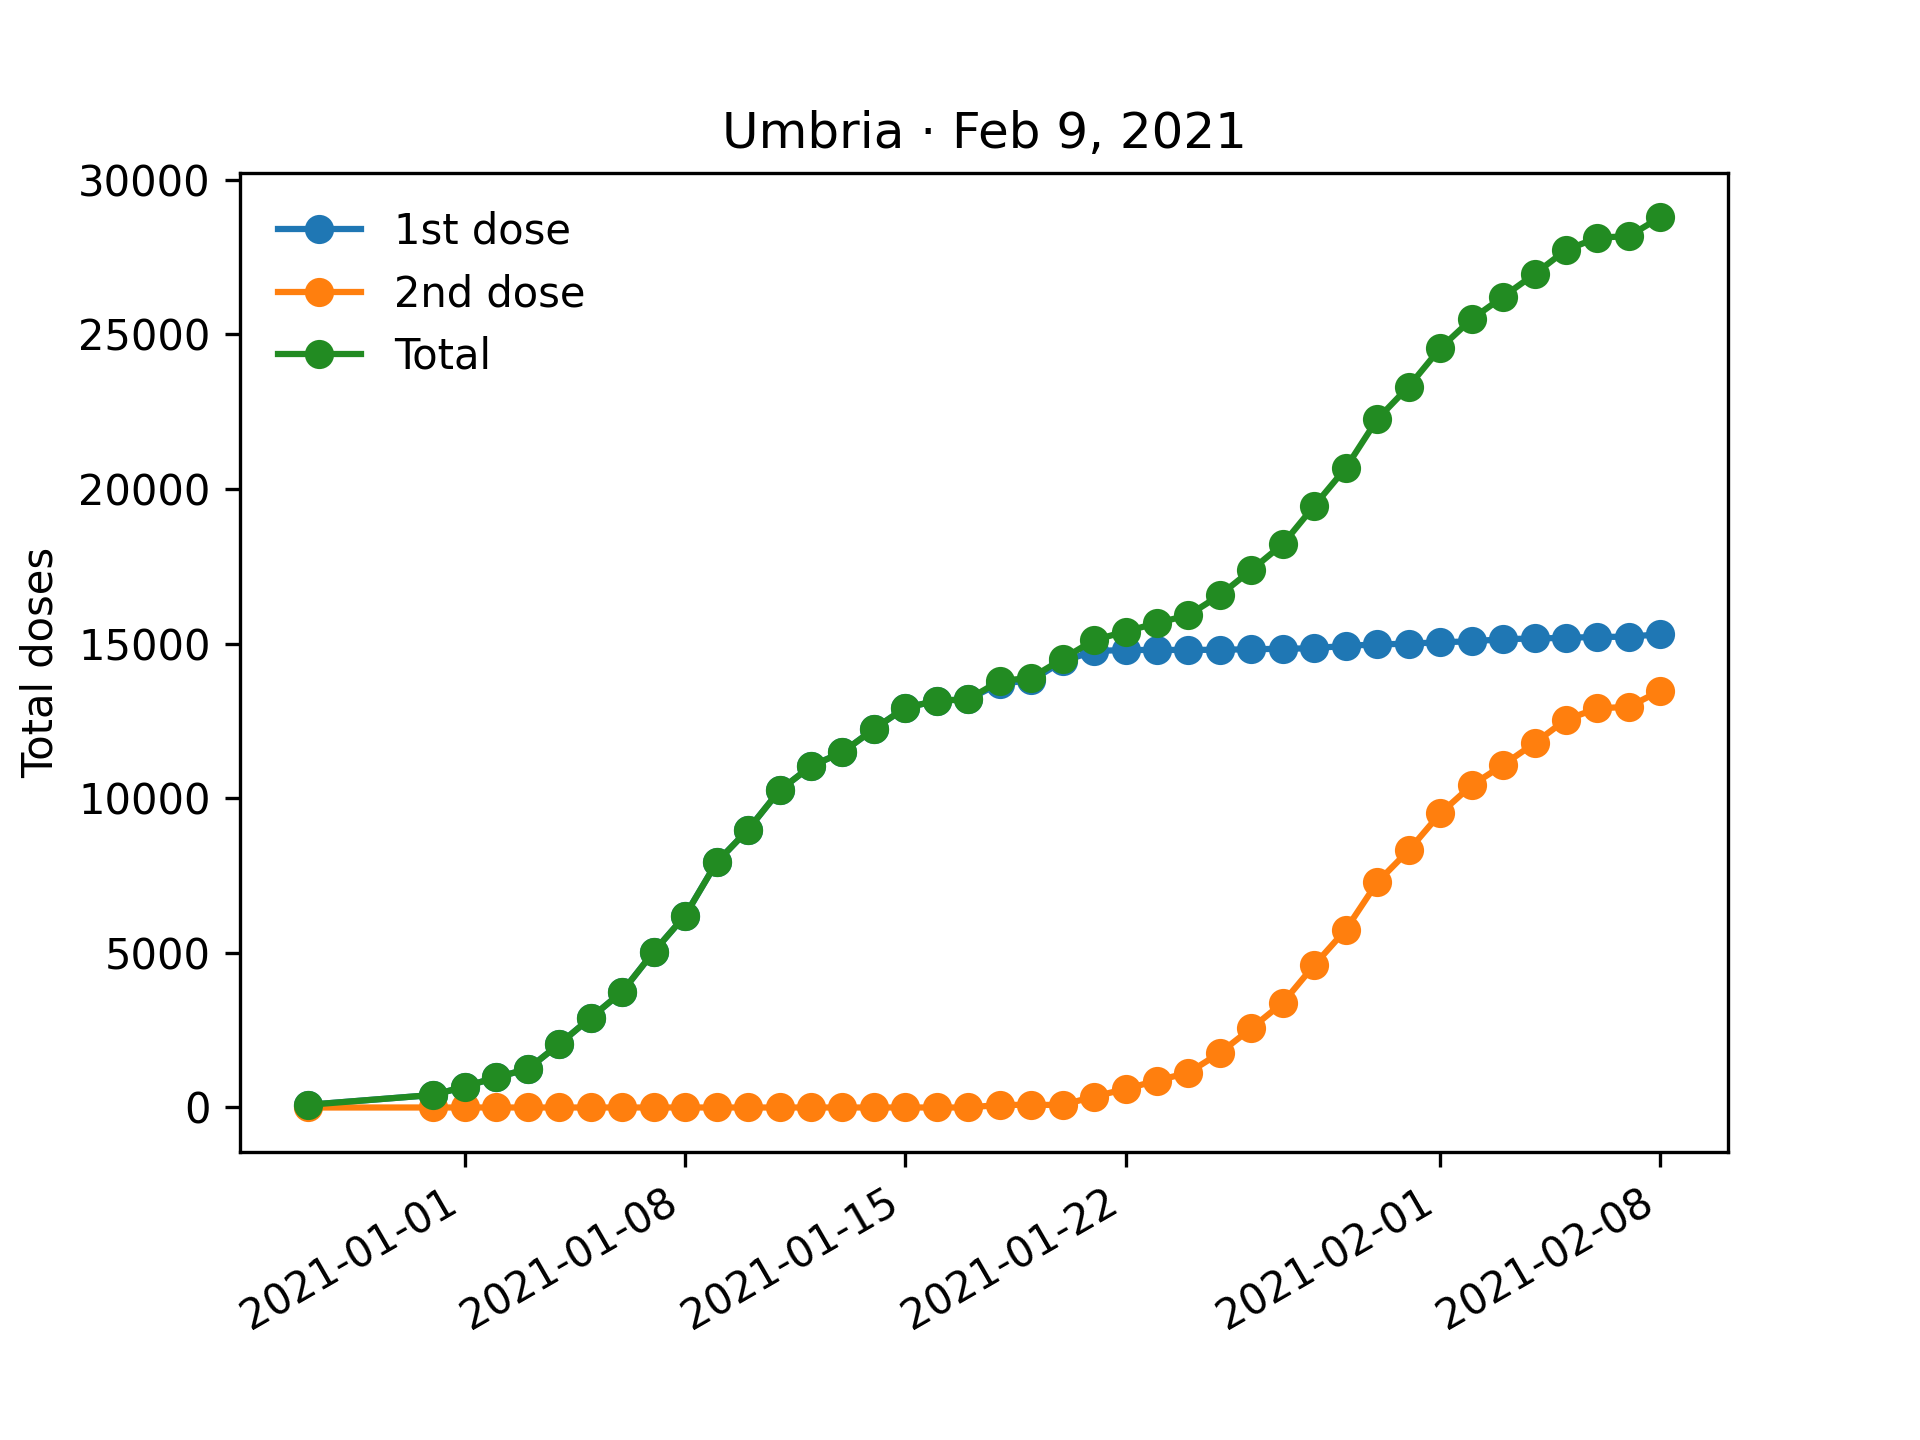 Umbria · Feb 9, 2021
30000
25000
20000
15000
10000
5000
0
Total doses
1st dose
2nd dose
Total
2021-01-01
2021-01-08
2021-01-15
2021-01-22
2021-02-01
2021-02-08